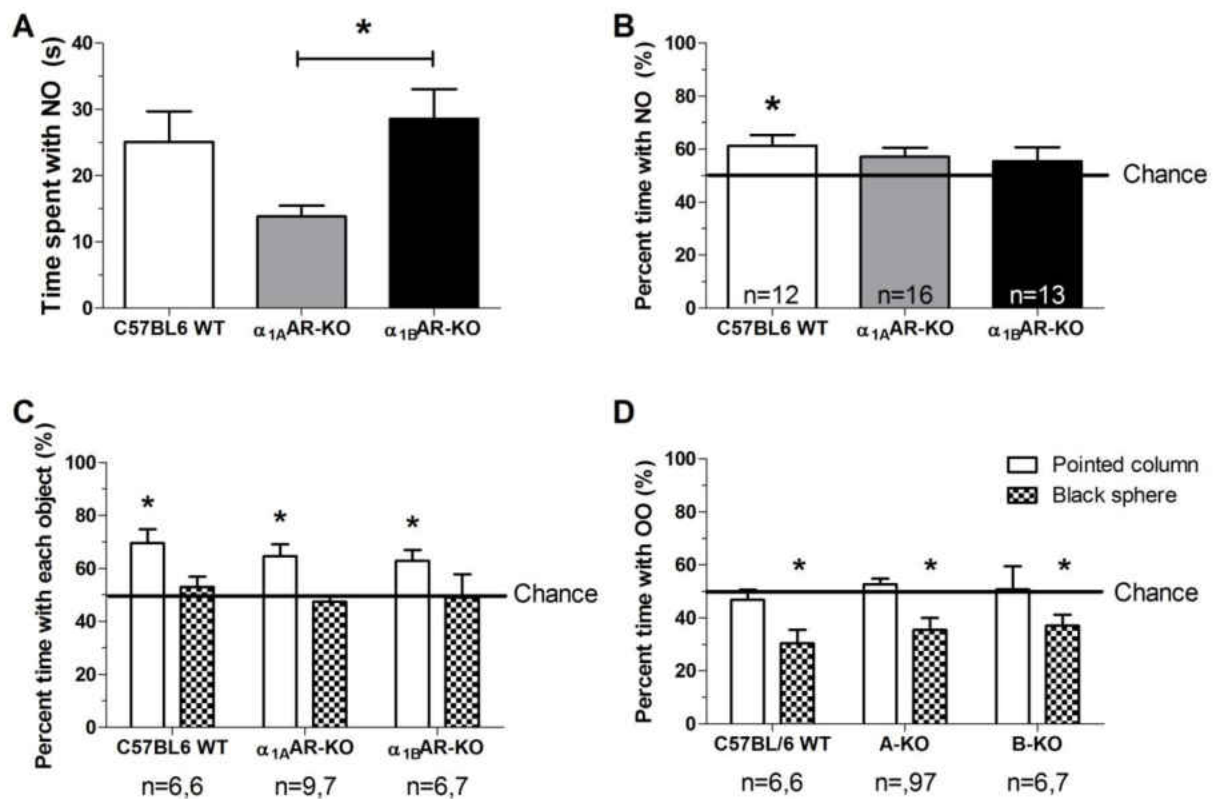 A
Time spent with NO (s)
40
30
20
10
0
*
C57BL6 WT
α1AAR-KO
α1BAR-KO
B
Percent time with NO (%)
100
80
60
40
20
0
*
Chance
n=12
n=16
n=13
C57BL6 WT
α1AAR-KO
α1BAR-KO
C
Percent time with each object (%)
100
80
60
40
20
0
*
*
*
Chance
C57BL6 WT
α1AAR-KO
α1BAR-KO
n=6,6
n=9,7
n=6,7
D
Percent time with OO (%)
100
80
60
40
20
0
Pointed column
Black sphere
*
*
*
Chance
C57BL/6 WT
A-KO
B-KO
n=6,6
n=,97
n=6,7